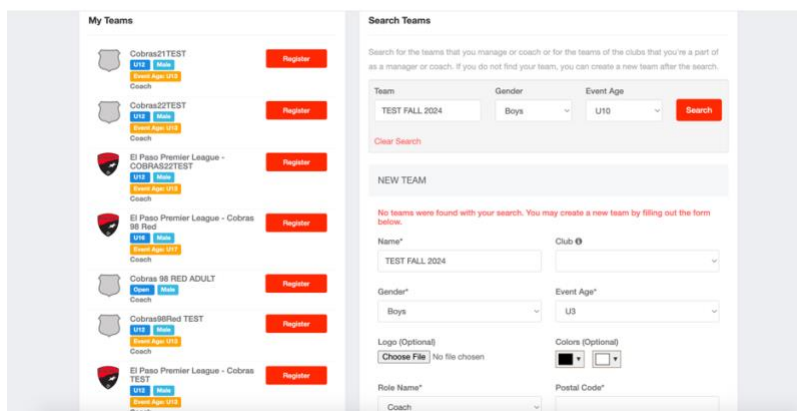 My Teams
Cobras21TEST
U12 Male
Event Age: U13
Coach
Register
Cobras22TEST
U12 Male
Event Age: U13
Coach
Register
El Paso Premier League -
COBRAS22TEST
U12 Male
Event Age: U13
Coach
Register
El Paso Premier League - Cobras
98 Red
U16 Male
Event Age: U17
Coach
Register
Cobras 98 RED ADULT
Open Male
Coach
Register
Cobras98Red TEST
U12 Male
Event Age: U13
Coach
Register
El Paso Premier League - Cobras
TEST
U12 Male
Event Age: U13
Register
Search Teams
Search for the teams that you manage or coach or for the teams of the clubs that you're a part of
as a manager or coach. If you do not find your team, you can create a new team after the search.
Team Gender Event Age
TEST FALL 2024 Boys U10 Search
Clear Search
NEW TEAM
No teams were found with your search. You may create a new team by filling out the form
below.
Name* Club
TEST FALL 2024
Gender* Event Age*
Boys U3
Logo (Optional) Colors (Optional)
Choose File No file chosen
Role Name* Postal Code*
Coach